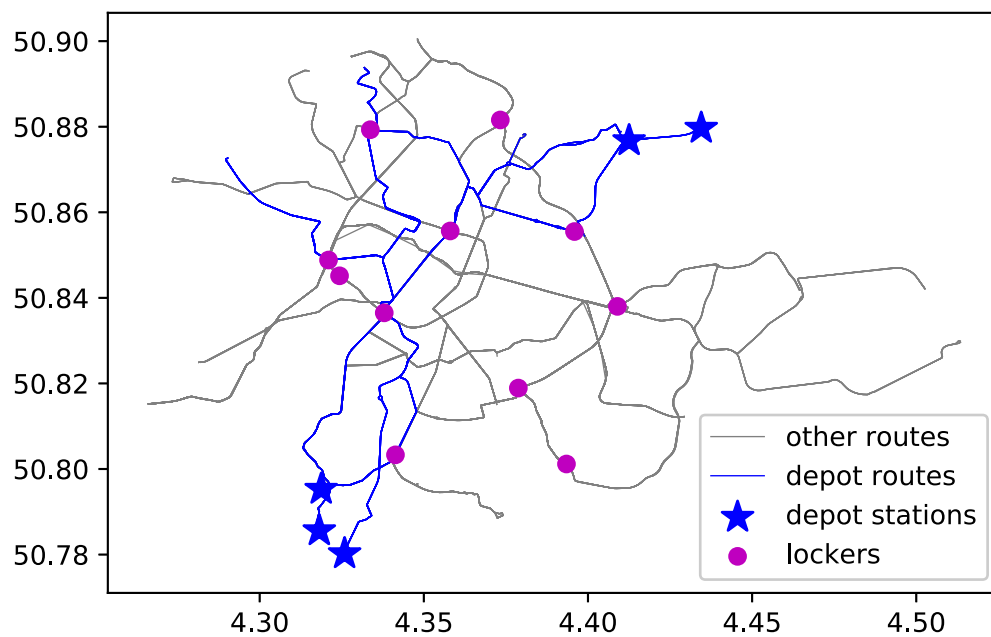 50.90
50.88
50.86
50.84
50.82
50.80
50.78
other routes
depot routes
depot stations
lockers
4.30 4.35 4.40 4.45 4.50